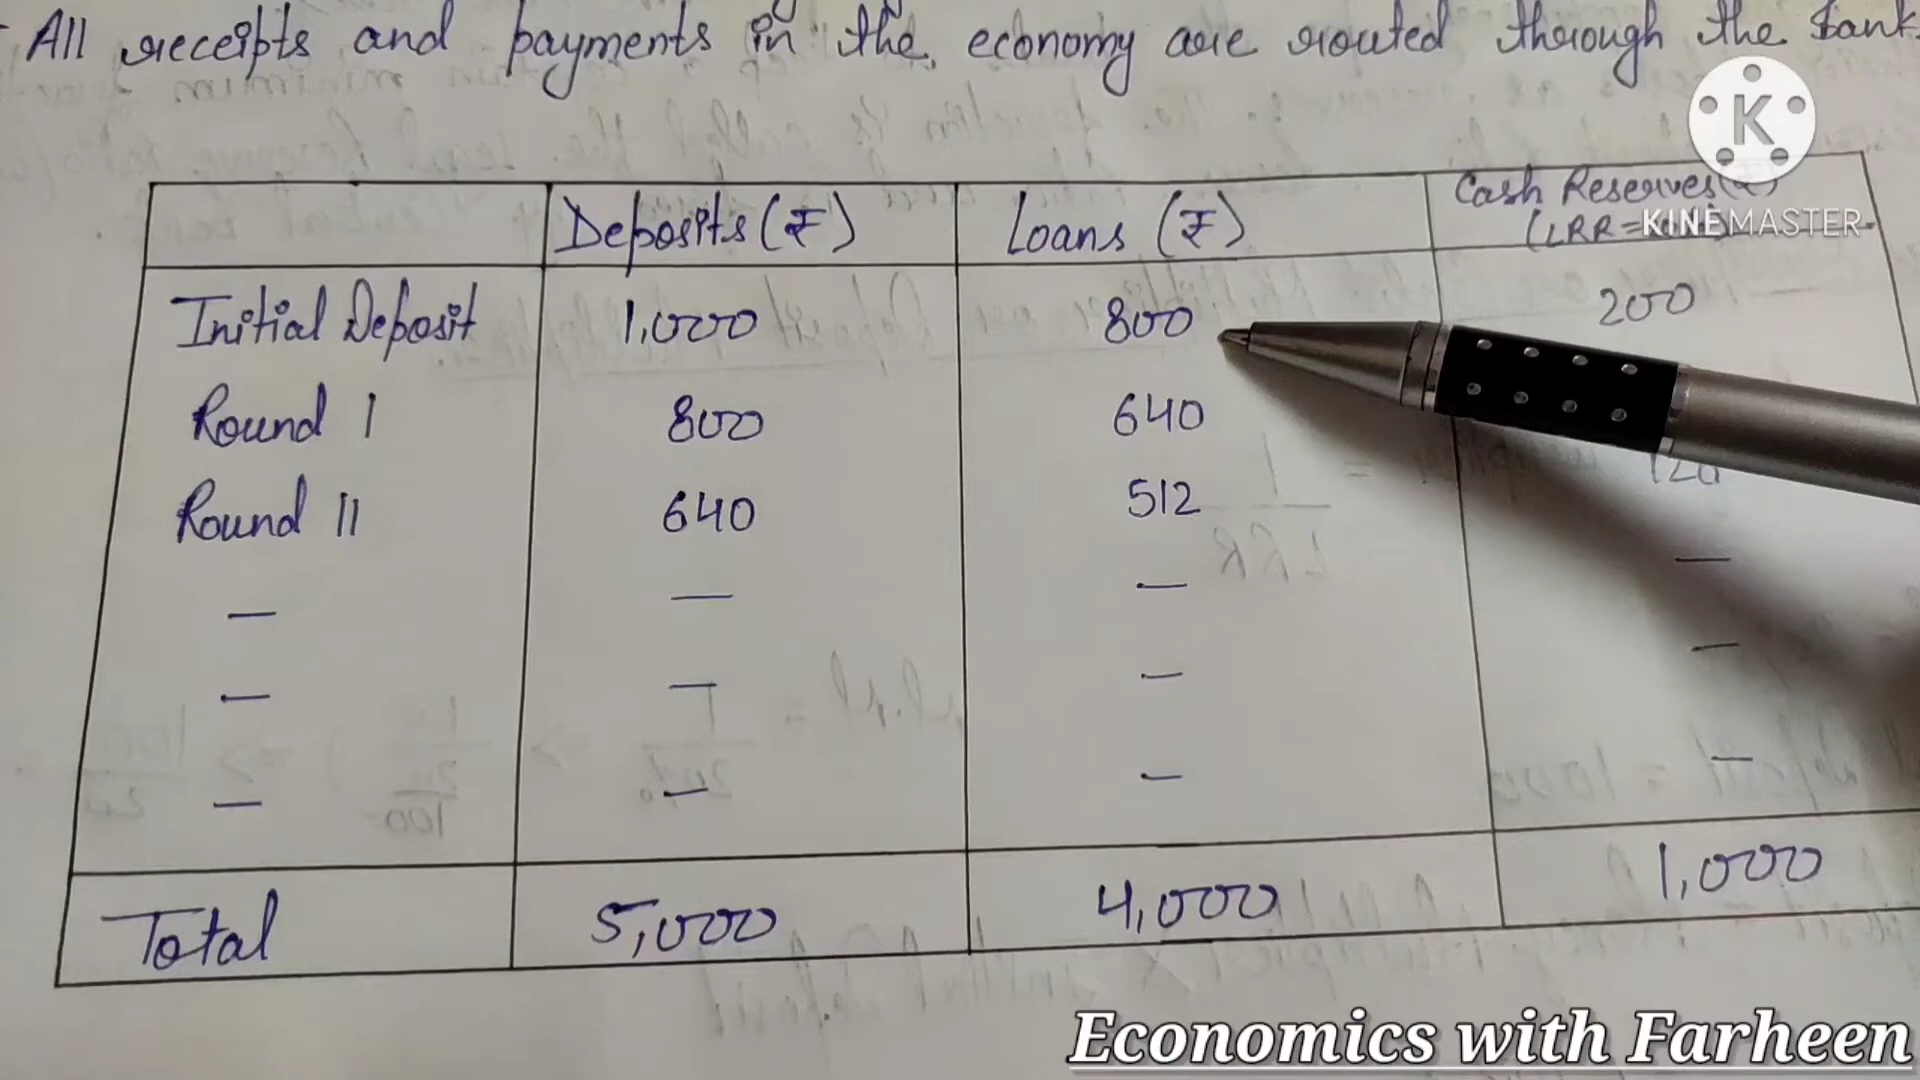 All receipts and payments in the economy are routed through the bank.
K
Deposits (₹) Loans (₹) Cash Reserves(₹)
(LRR=
KINEMASTER
Initial Deposit 1,000 800 200
Round I 800 640
Round II 640 512 128
— — — —
— — — —
— — — —
Total 5,000 4,000 1,000
Economics with Farheen